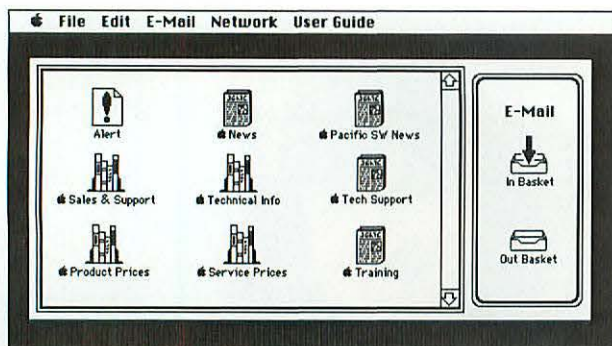 File Edit E-Mail Network User Guide
Alert
News
Pacific SW News
Sales & Support
Technical Info
Tech Support
Product Prices
Service Prices
Training
E-Mail
In Basket
Out Basket